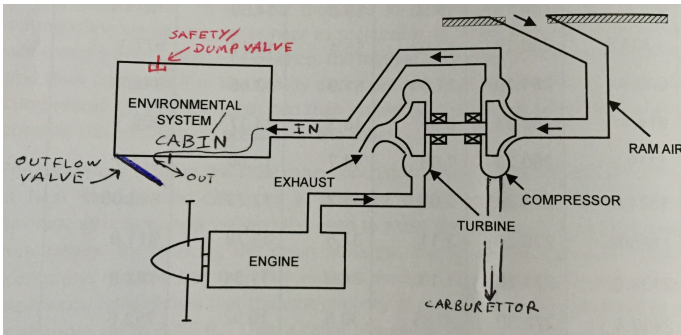 SAFETY/
DUMP VALVE
ENVIRONMENTAL
SYSTEM/
CABIN
IN
RAM AIR
OUTFLOW
VALVE
OUT
EXHAUST
COMPRESSOR
TURBINE
ENGINE
CARBURETTOR